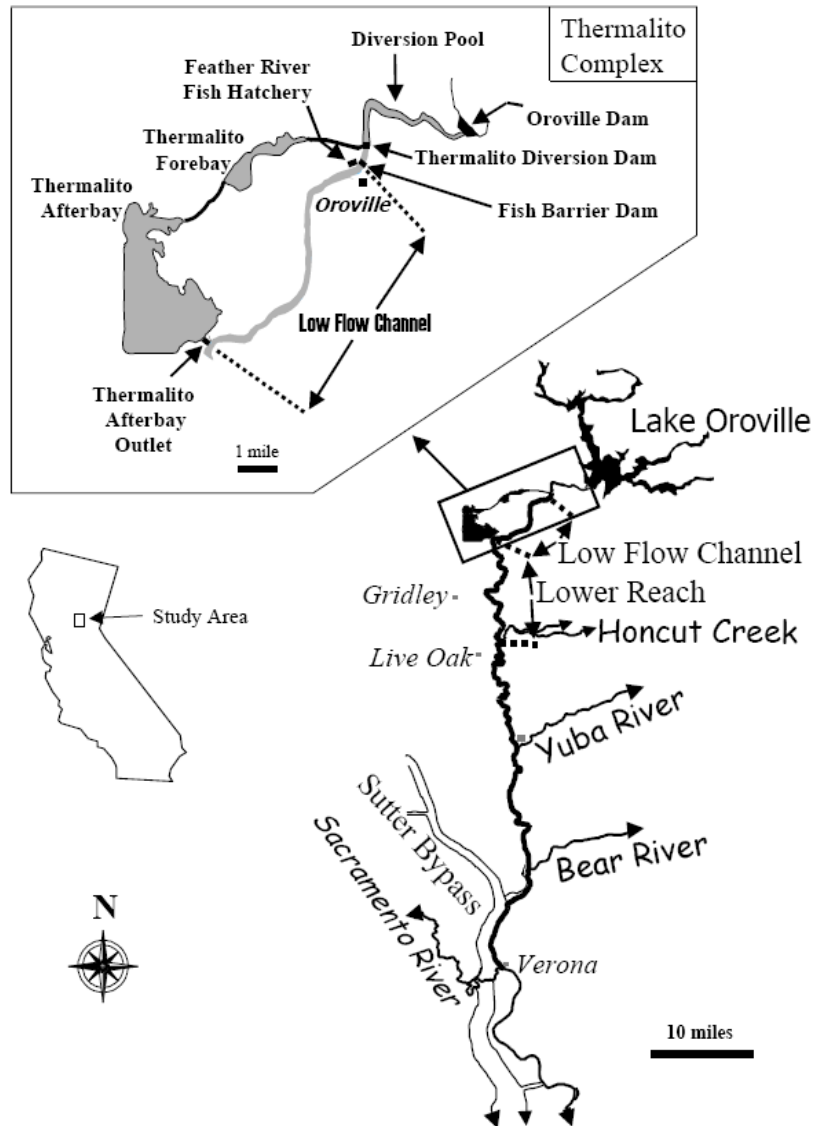 Thermalito
Complex
Diversion Pool
Feather River
Fish Hatchery
Oroville Dam
Thermalito
Forebay
Thermalito Diversion Dam
Thermalito
Afterbay
Oroville
Fish Barrier Dam
Low Flow Channel
Thermalito
Afterbay
Outlet
1 mile
Lake Oroville
Low Flow Channel
Gridley
Lower Reach
Study Area
Honcut Creek
Live Oak
Yuba River
Sutter Bypass
Bear River
Sacramento River
N
Verona
10 miles